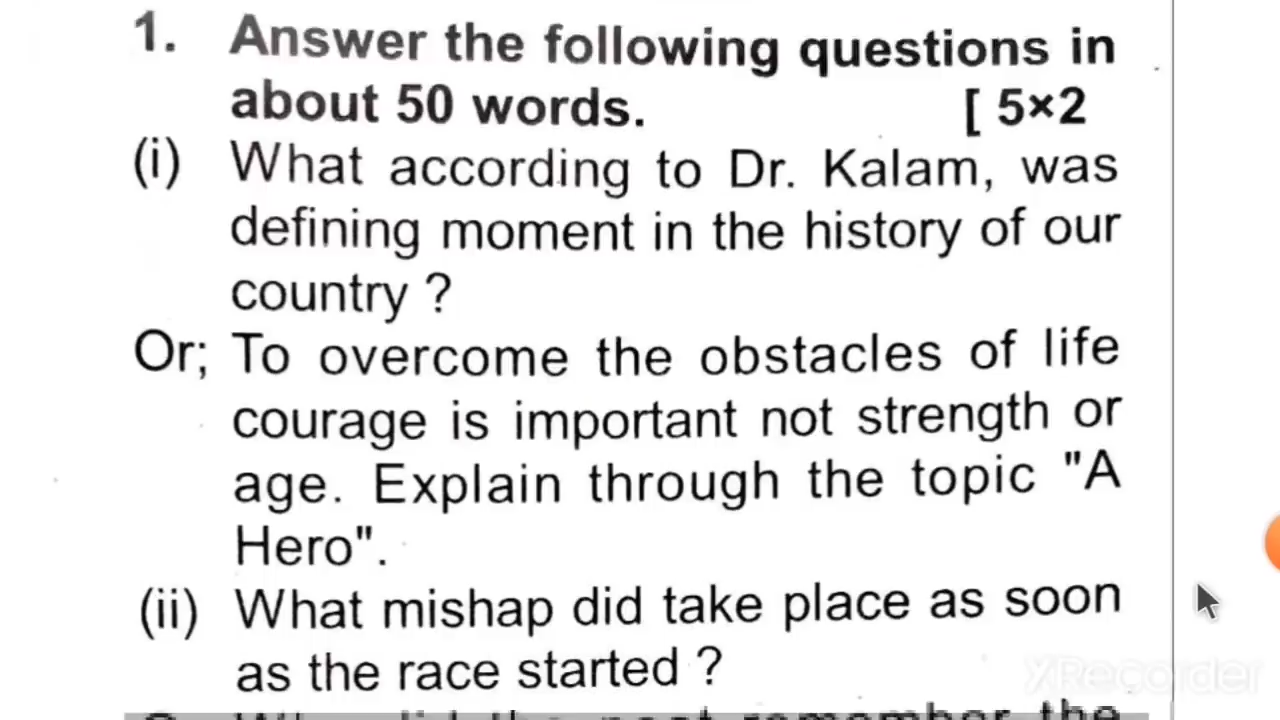 1. Answer the following questions in
about 50 words. [ 5×2
(i) What according to Dr. Kalam, was
defining moment in the history of our
country ?
Or; To overcome the obstacles of life
courage is important not strength or
age. Explain through the topic "A
Hero".
(ii) What mishap did take place as soon
as the race started ?
XRecorder